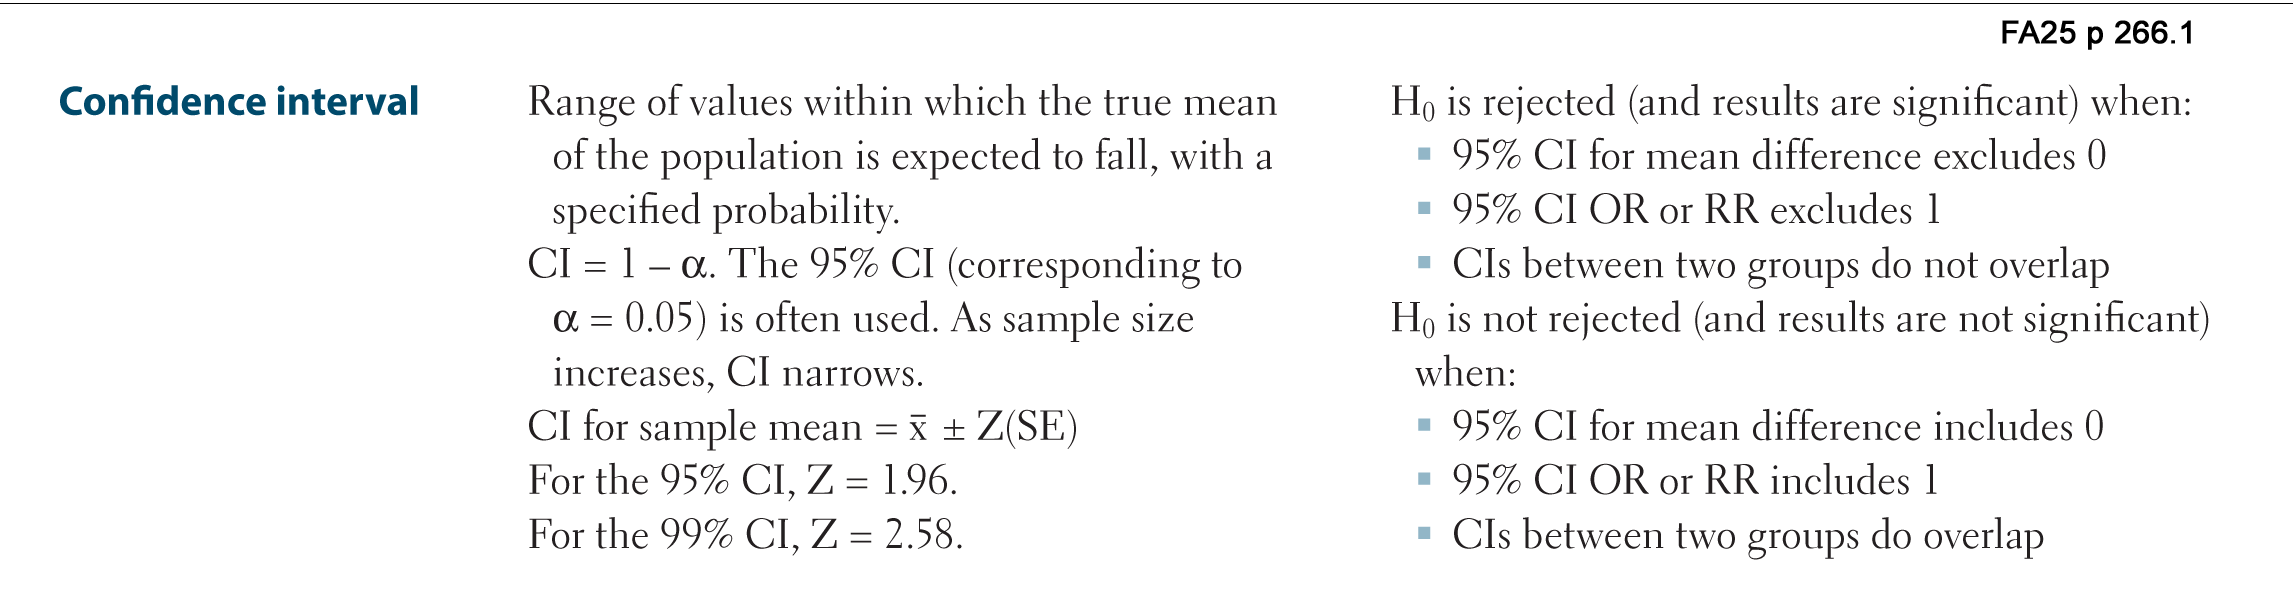 FA25 p 266.1
Confidence interval
Range of values within which the true mean
of the population is expected to fall, with a
specified probability.
CI = 1 – α. The 95% CI (corresponding to
α = 0.05) is often used. As sample size
increases, CI narrows.
CI for sample mean = x̄ ± Z(SE)
For the 95% CI, Z = 1.96.
For the 99% CI, Z = 2.58.
H₀ is rejected (and results are significant) when:
▪ 95% CI for mean difference excludes 0
▪ 95% CI OR or RR excludes 1
▪ CIs between two groups do not overlap
H₀ is not rejected (and results are not significant)
when:
▪ 95% CI for mean difference includes 0
▪ 95% CI OR or RR includes 1
▪ CIs between two groups do overlap